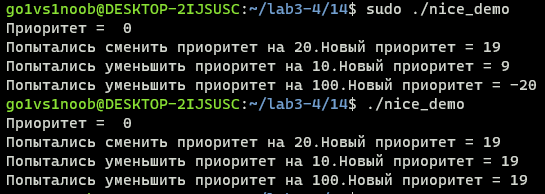 go1vs1noob@DESKTOP-2IJSUSC:~/lab3-4/14$ sudo ./nice_demo
Приоритет =  0
Попытались сменить приоритет на 20.Новый приоритет = 19
Попытались уменьшить приоритет на 10.Новый приоритет = 9
Попытались уменьшить приоритет на 100.Новый приоритет = -20
go1vs1noob@DESKTOP-2IJSUSC:~/lab3-4/14$ ./nice_demo
Приоритет =  0
Попытались сменить приоритет на 20.Новый приоритет = 19
Попытались уменьшить приоритет на 10.Новый приоритет = 19
Попытались уменьшить приоритет на 100.Новый приоритет = 19